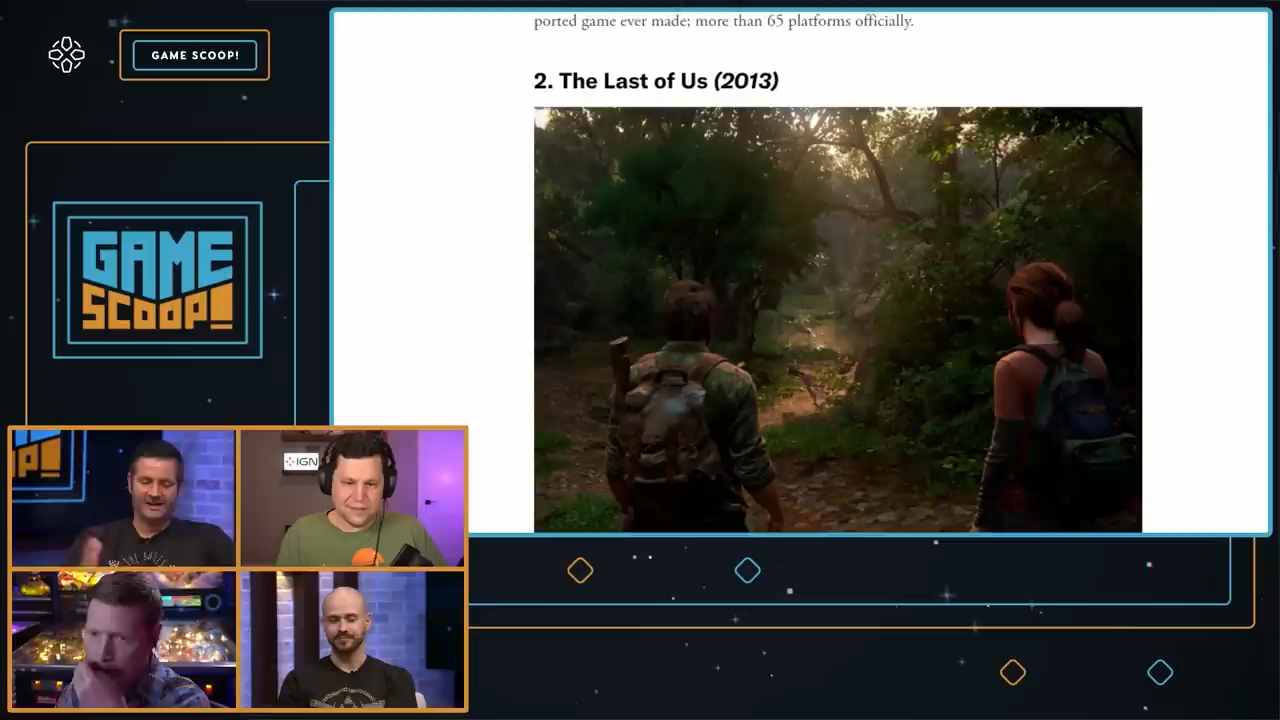 GAME SCOOP!
ported game ever made; more than 65 platforms officially.
2. The Last of Us (2013)
GAME
SCOOP!
IGN